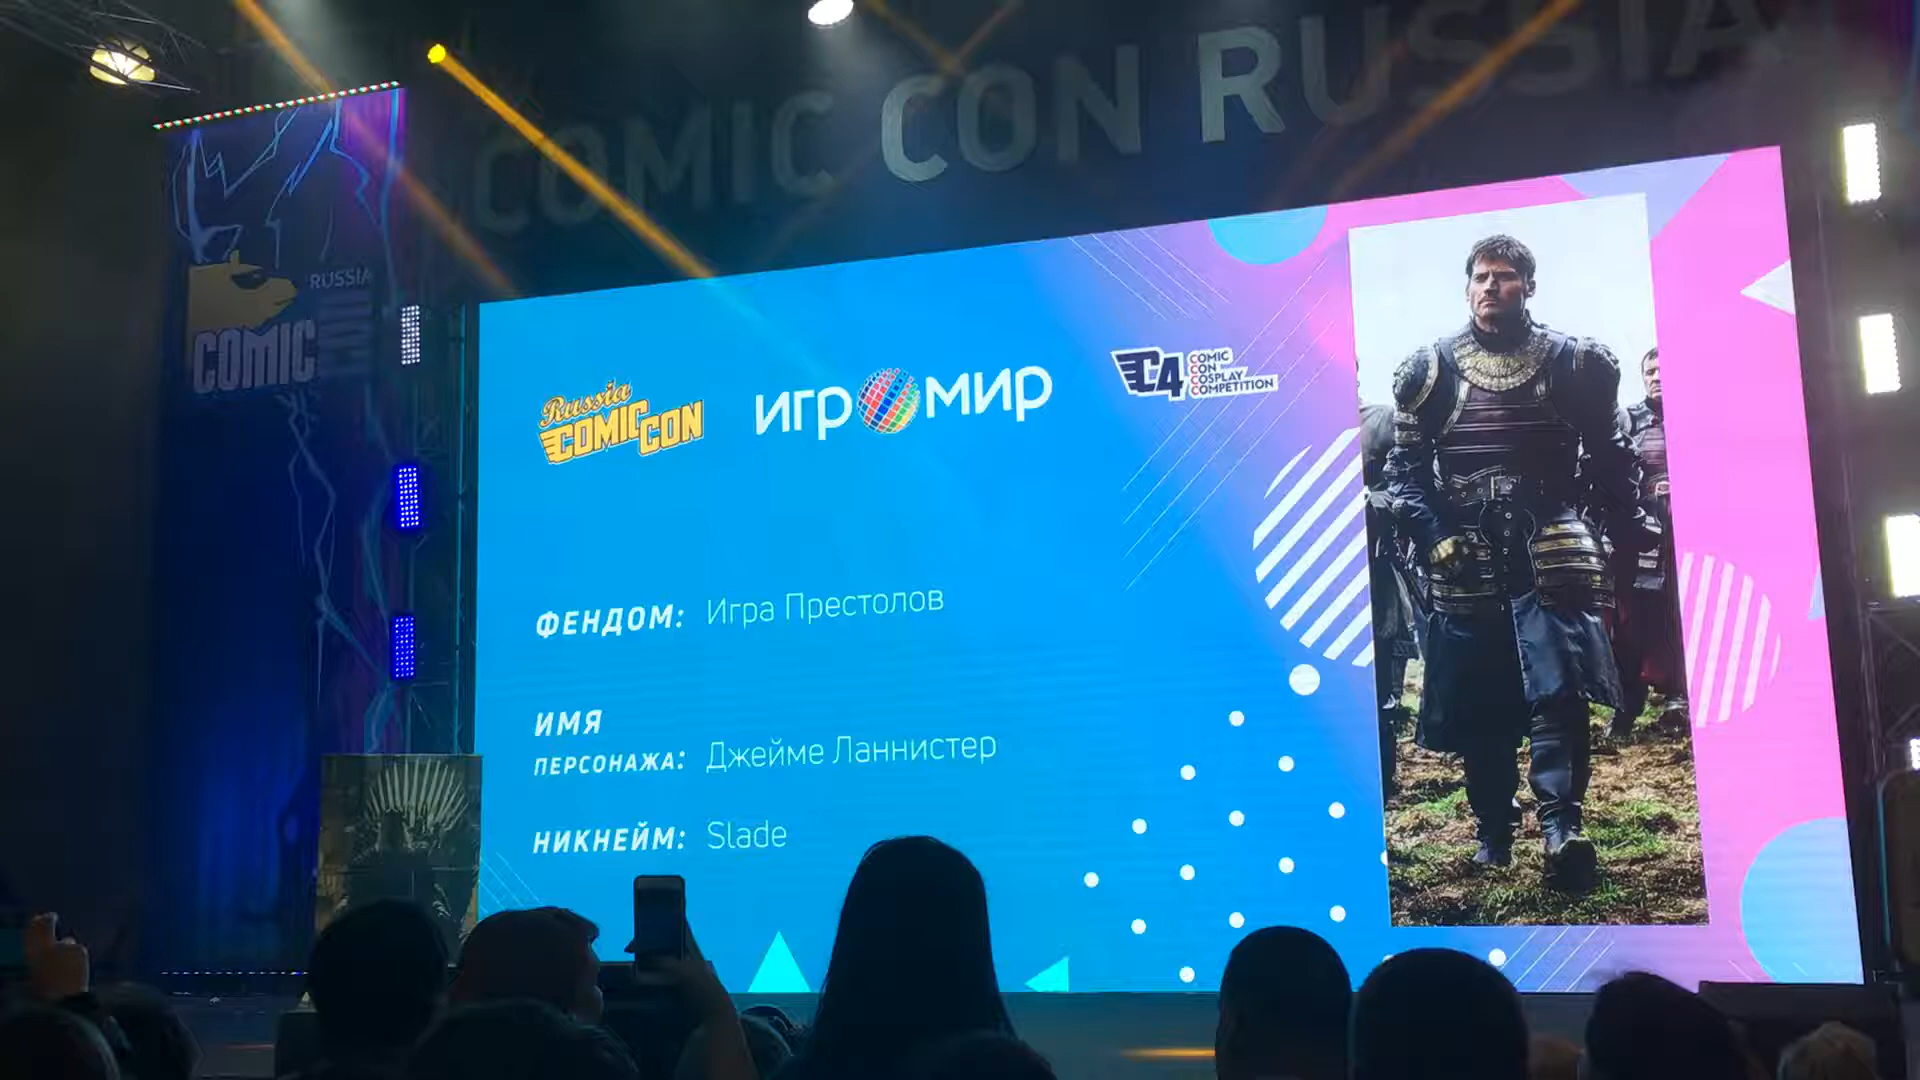 COMIC CON RUSSIA
RUSSIA
COMIC
CON
Russia
COMIC CON
ИГРОМИР
C4
COMIC
CON
COSPLAY
COMPETITION
ФЕНДОМ: Игра Престолов
ИМЯ
ПЕРСОНАЖА: Джейме Ланнистер
НИКНЕЙМ: Slade